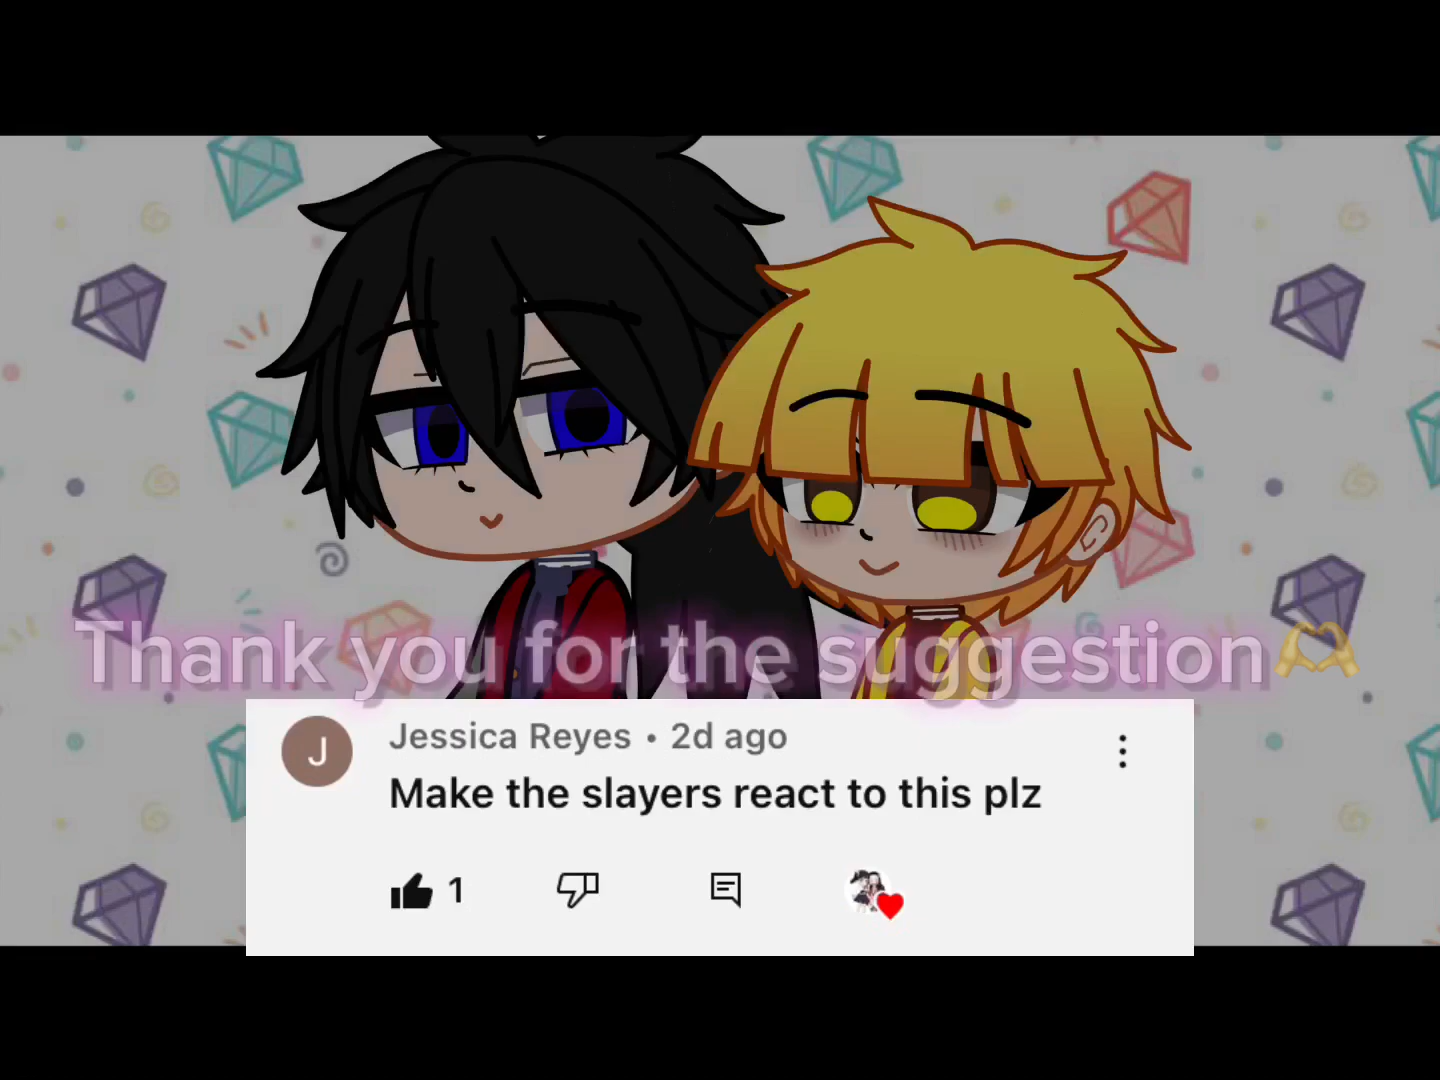 Thank you for the suggestion🫶
J
Jessica Reyes • 2d ago
Make the slayers react to this plz
1